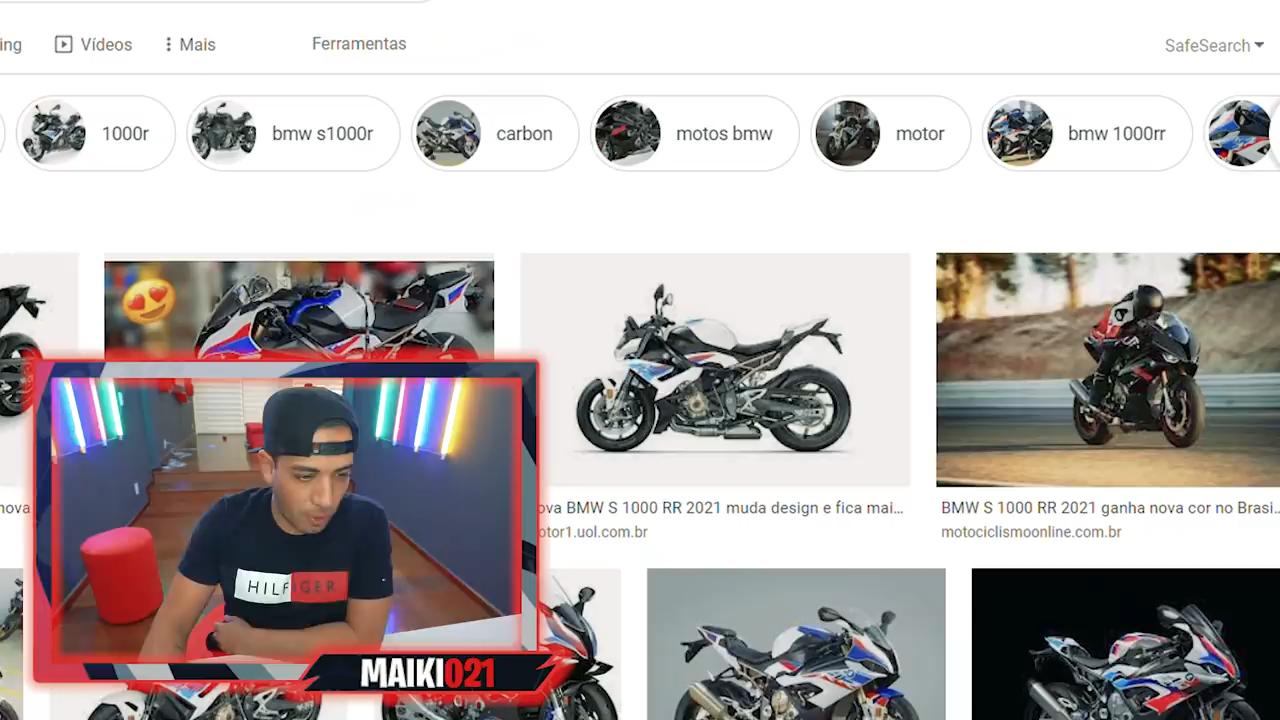 ing
Vídeos
Mais
Ferramentas
SafeSearch
1000r
bmw s1000r
carbon
motos bmw
motor
bmw 1000rr
nova
ova BMW S 1000 RR 2021 muda design e fica mai...
otor1.uol.com.br
BMW S 1000 RR 2021 ganha nova cor no Brasi...
motociclismoonline.com.br
HILFIGER
MAIKI021